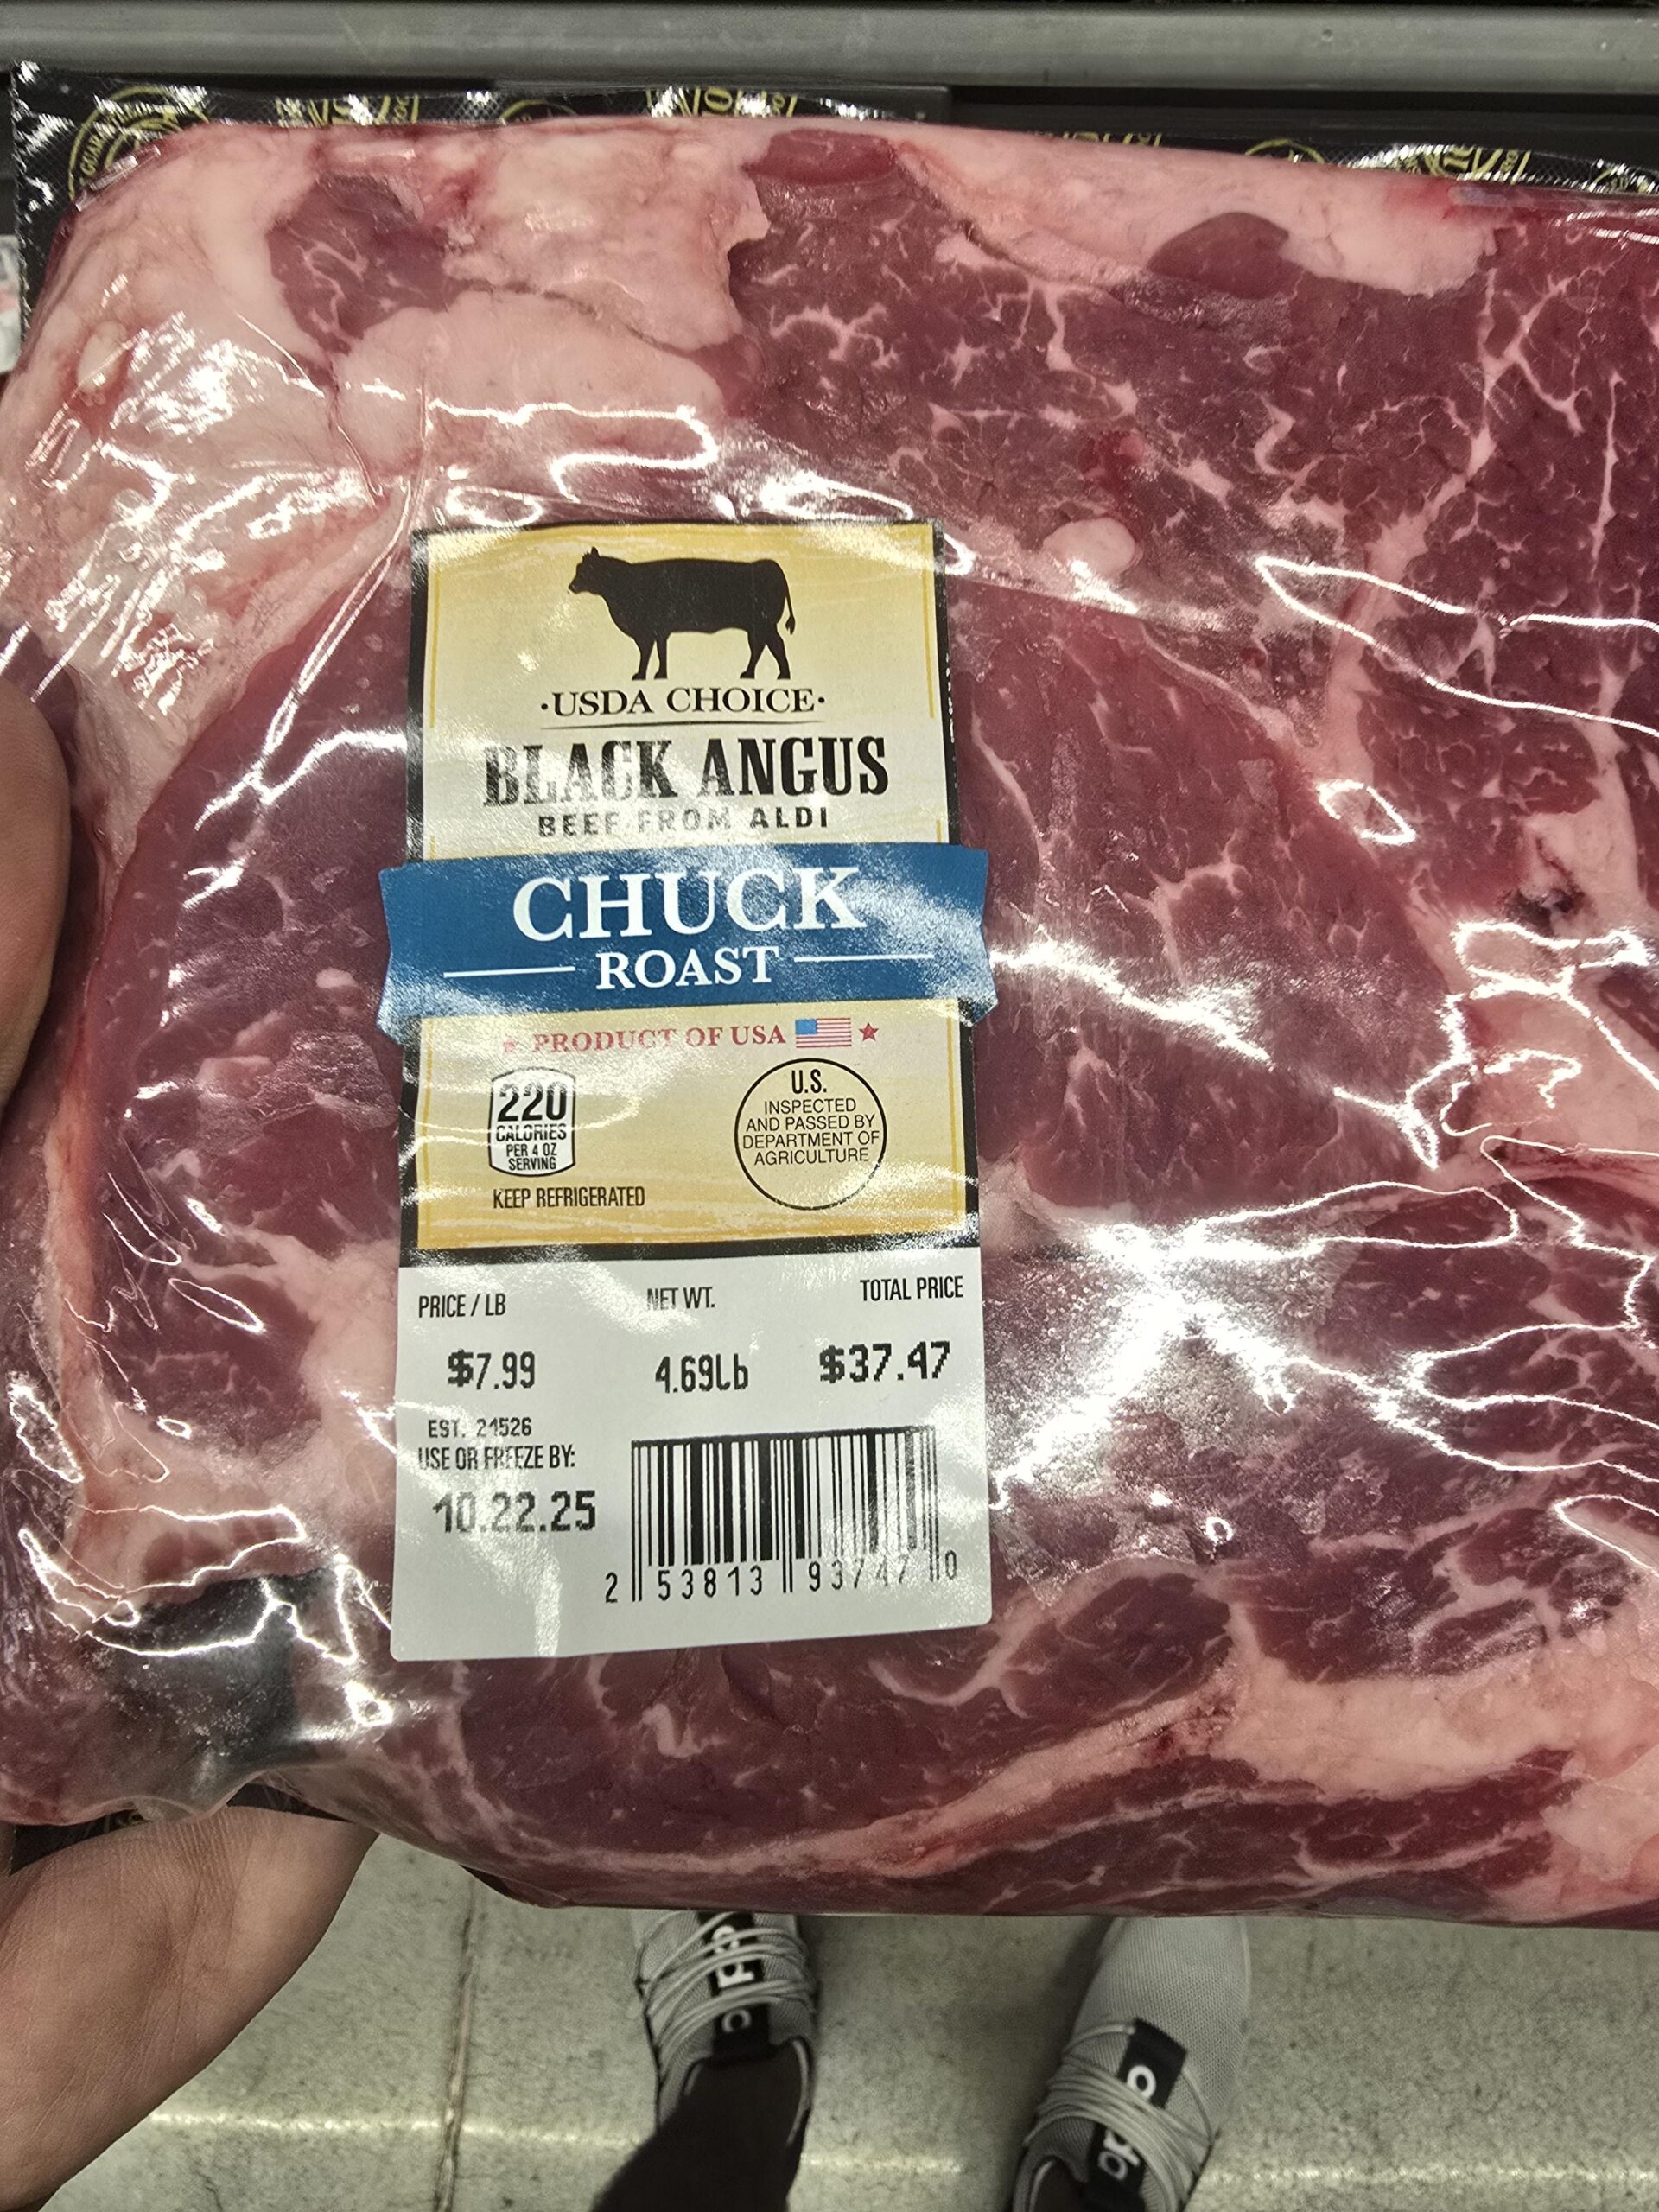 ·USDA CHOICE·
BLACK ANGUS
BEEF FROM ALDI
CHUCK
ROAST
PRODUCT OF USA
220
CALORIES
PER 4 OZ
SERVING
U.S.
INSPECTED
AND PASSED BY
DEPARTMENT OF
AGRICULTURE
KEEP REFRIGERATED
PRICE / LB NET WT. TOTAL PRICE
$7.99 4.69Lb $37.47
EST. 24526
USE OR FREEZE BY:
10.22.25
2 53813 93747 0